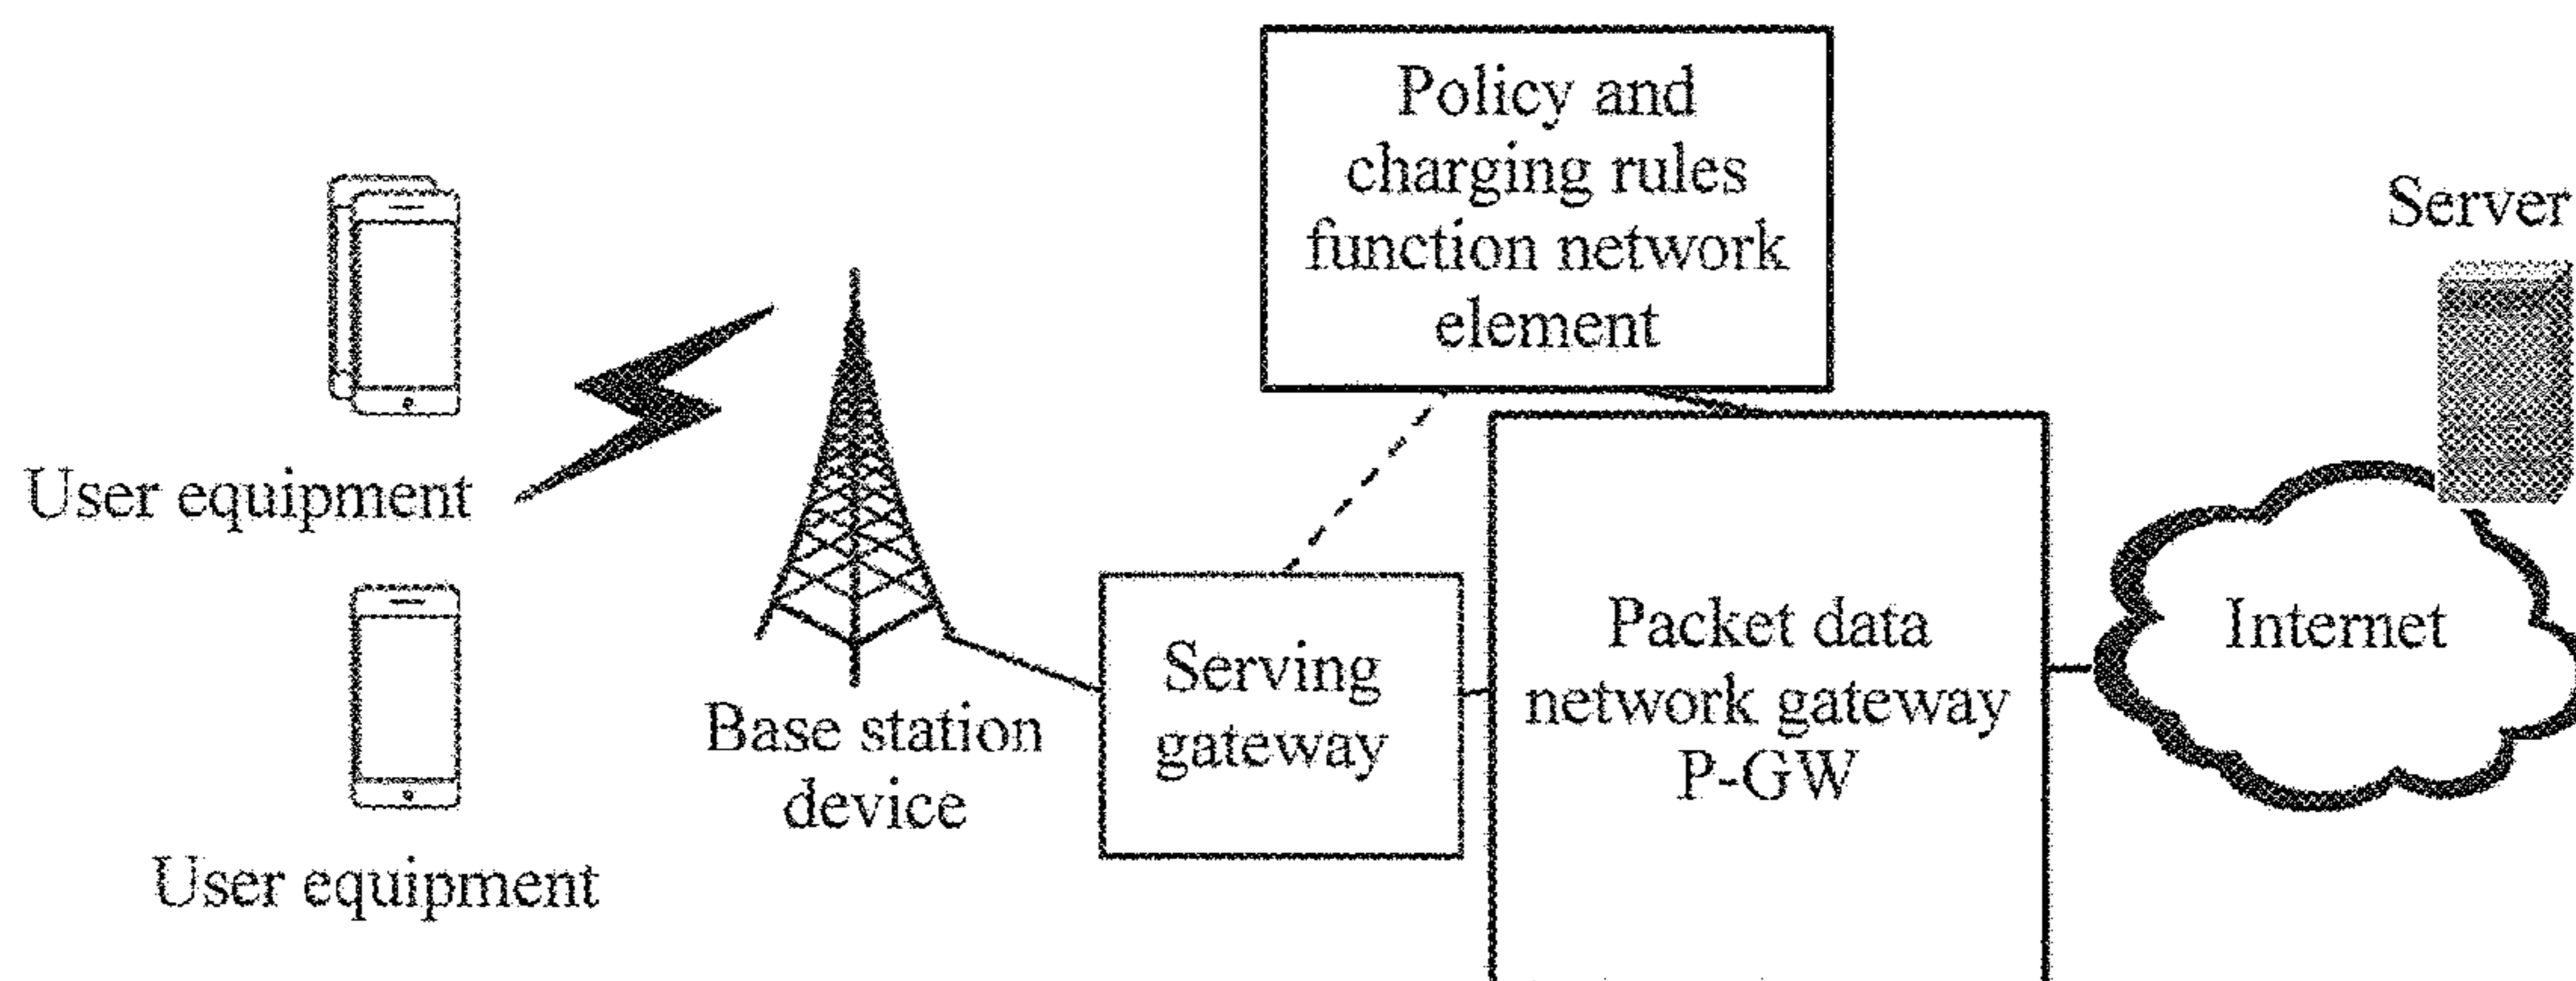 Policy and
charging rules
function network
element
Server
User equipment
Base station
device
Serving
gateway
Packet data
network gateway
P-GW
Internet
User equipment